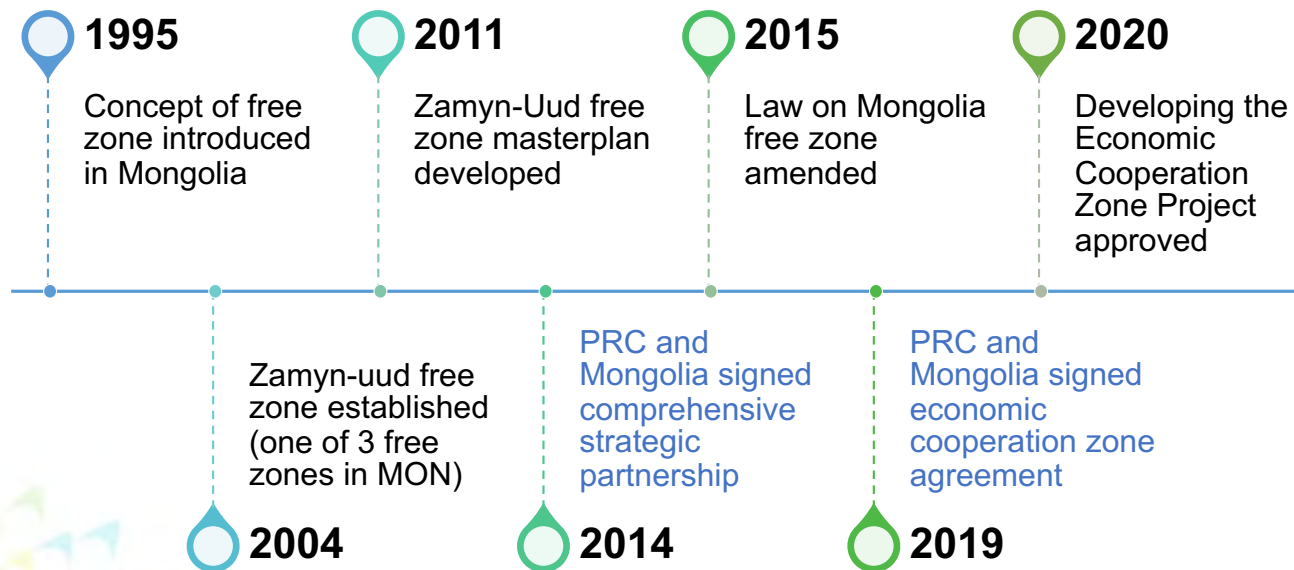 1995
Concept of free
zone introduced
in Mongolia
2011
Zamyn-Uud free
zone masterplan
developed
2015
Law on Mongolia
free zone
amended
2020
Developing the
Economic
Cooperation
Zone Project
approved
Zamyn-uud free
zone established
(one of 3 free
zones in MON)
2004
PRC and
Mongolia signed
comprehensive
strategic
partnership
2014
PRC and
Mongolia signed
economic
cooperation zone
agreement
2019